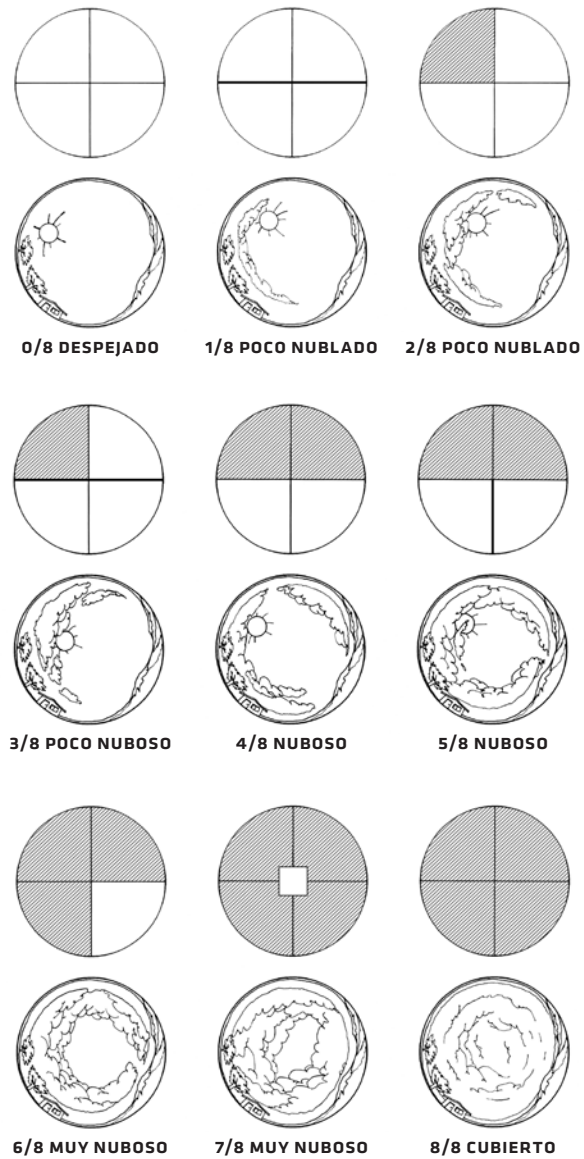 0/8 DESPEJADO
1/8 POCO NUBLADO
2/8 POCO NUBLADO
3/8 POCO NUBOSO
4/8 NUBOSO
5/8 NUBOSO
6/8 MUY NUBOSO
7/8 MUY NUBOSO
8/8 CUBIERTO